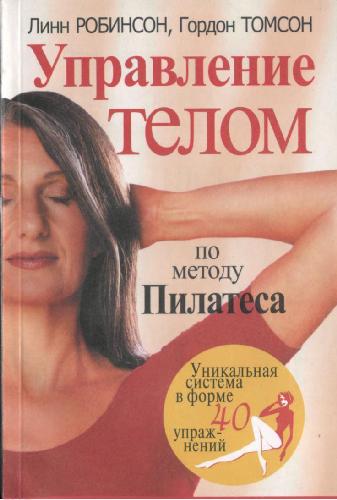 Линн РОБИНСОН, Гордон ТОМСОН
Управление
телом
по
методу
Пилатеса
Уникальная
система
в форме
40
упраж-
нений